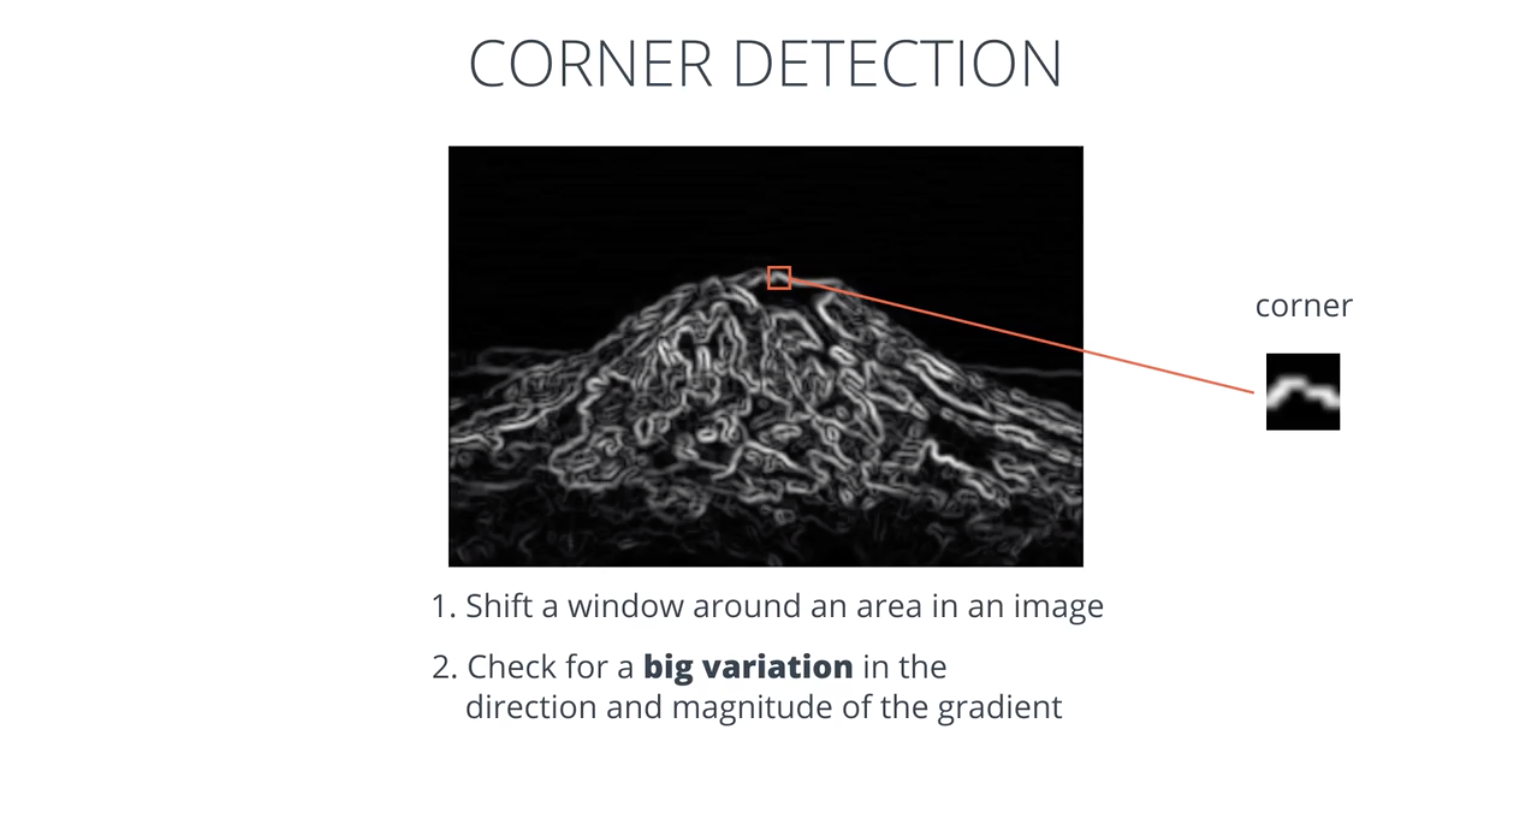 CORNER DETECTION
corner
1. Shift a window around an area in an image
2. Check for a big variation in the
direction and magnitude of the gradient